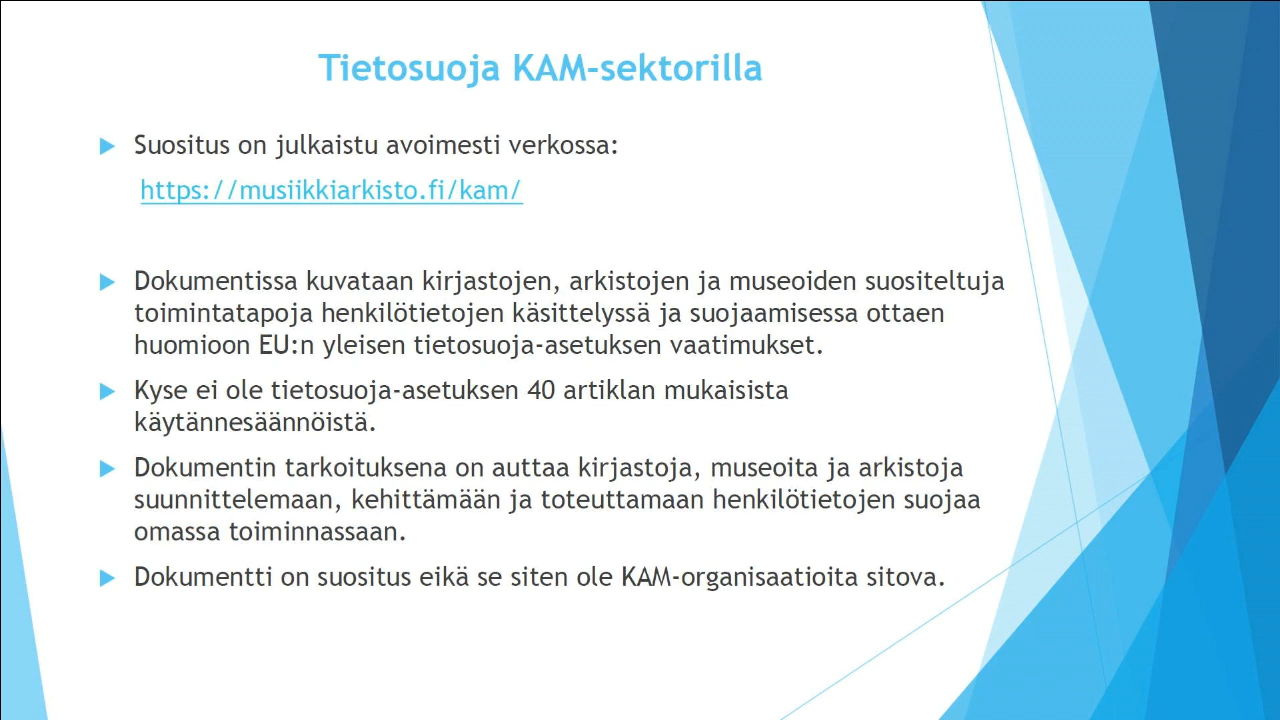 Tietosuoja KAM-sektorilla
Suositus on julkaistu avoimesti verkossa:
https://musiikkiarkisto.fi/kam/
Dokumentissa kuvataan kirjastojen, arkistojen ja museoiden suositeltuja
toimintatapoja henkilötietojen käsittelyssä ja suojaamisessa ottaen
huomioon EU:n yleisen tietosuoja-asetuksen vaatimukset.
Kyse ei ole tietosuoja-asetuksen 40 artiklan mukaisista
käytännesäännöistä.
Dokumentin tarkoituksena on auttaa kirjastoja, museoita ja arkistoja
suunnittelemaan, kehittämään ja toteuttamaan henkilötietojen suojaa
omassa toiminnassaan.
Dokumentti on suositus eikä se siten ole KAM-organisaatioita sitova.